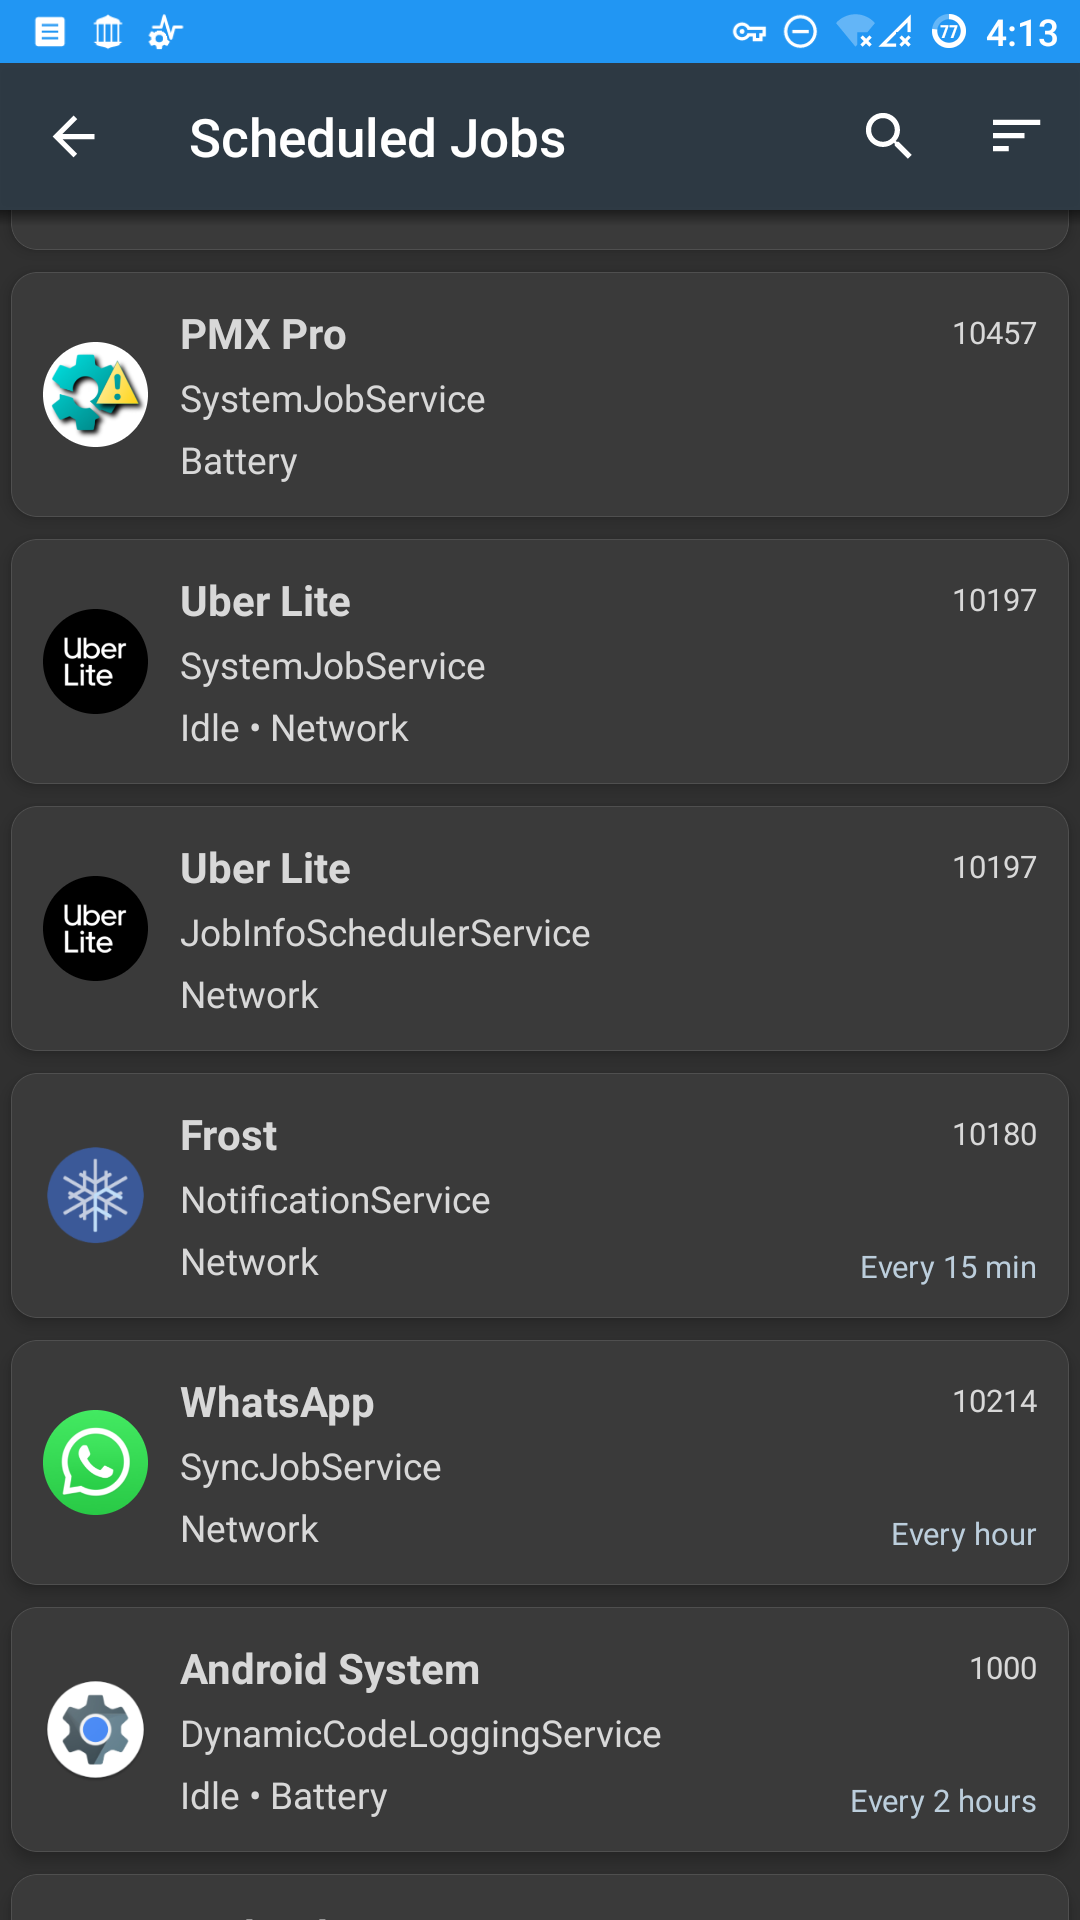 77 4:13
Scheduled Jobs
PMX Pro 10457
SystemJobService
Battery
Uber Lite 10197
Uber
Lite
SystemJobService
Idle • Network
Uber Lite 10197
Uber
Lite
JobInfoSchedulerService
Network
Frost 10180
NotificationService
Network Every 15 min
WhatsApp 10214
SyncJobService
Network Every hour
Android System 1000
DynamicCodeLoggingService
Idle • Battery Every 2 hours